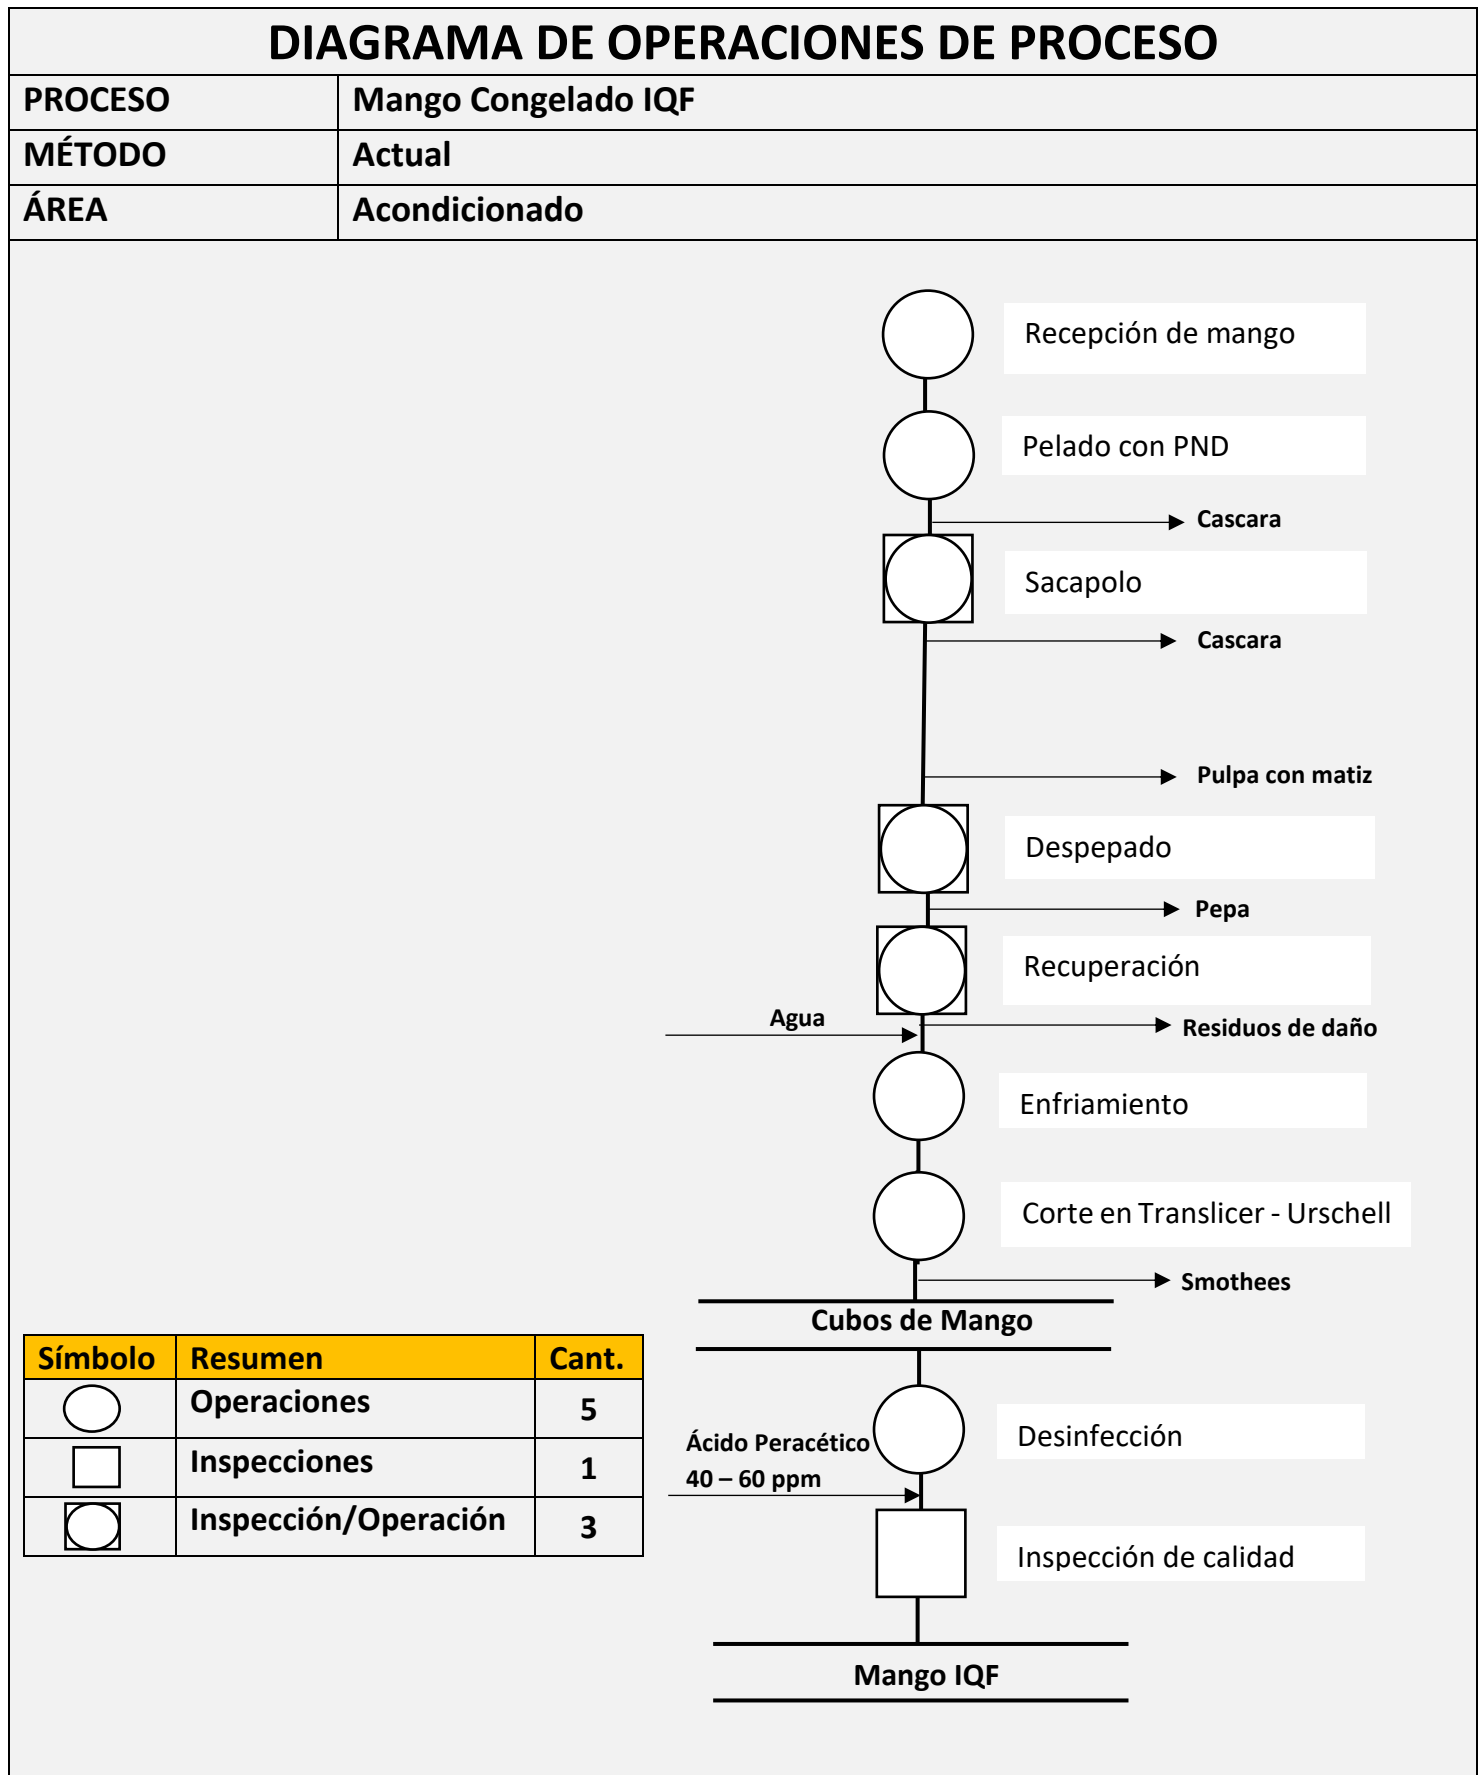 DIAGRAMA DE OPERACIONES DE PROCESO
PROCESO Mango Congelado IQF
MÉTODO Actual
ÁREA Acondicionado
Recepción de mango
Pelado con PND
Cascara
Sacapolo
Cascara
Pulpa con matiz
Despepado
Pepa
Recuperación
Agua
Residuos de daño
Enfriamiento
Corte en Translicer - Urschell
Smothees
Cubos de Mango
Símbolo Resumen Cant.
Operaciones 5
Inspecciones 1
Inspección/Operación 3
Desinfección
Ácido Peracético
40 – 60 ppm
Inspección de calidad
Mango IQF